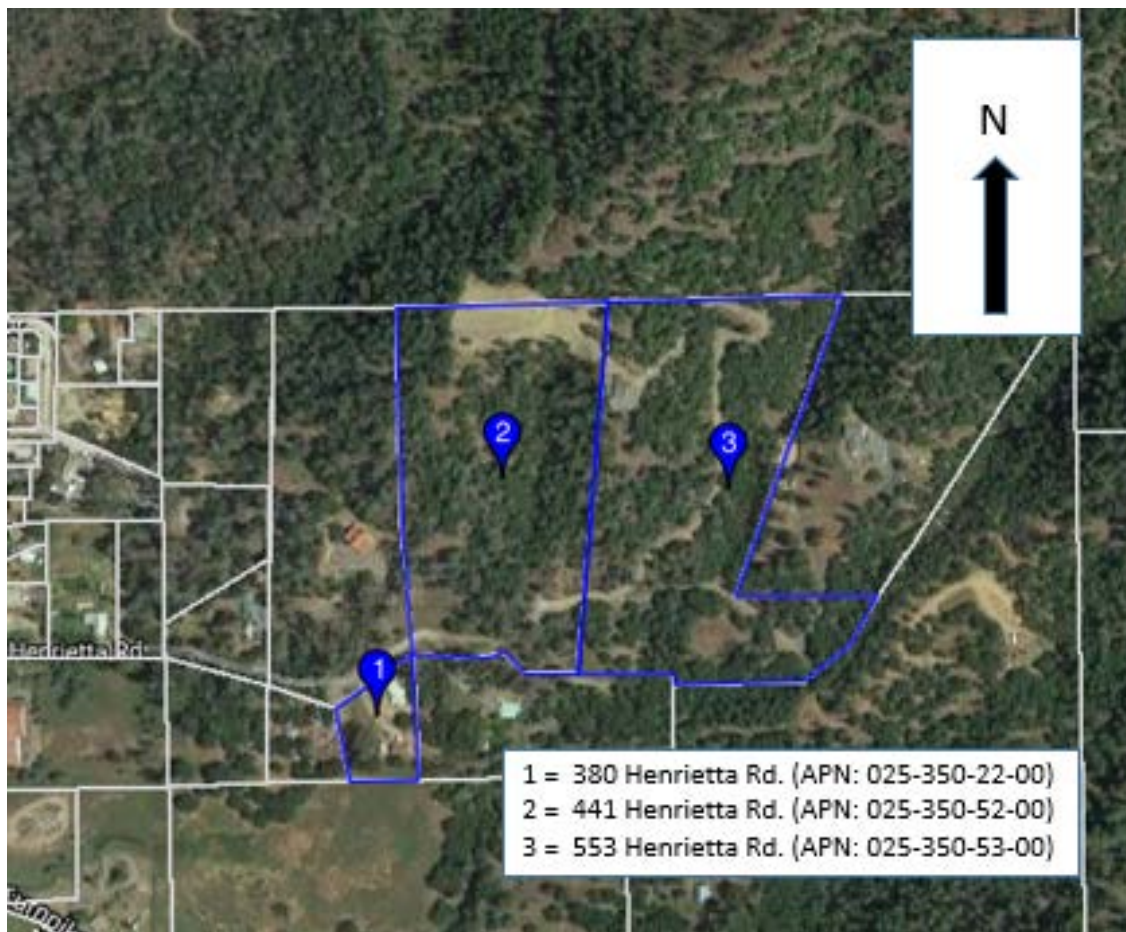 N
2
3
Henrietta Rd.
1
1 = 380 Henrietta Rd. (APN: 025-350-22-00)
2 = 441 Henrietta Rd. (APN: 025-350-52-00)
3 = 553 Henrietta Rd. (APN: 025-350-53-00)